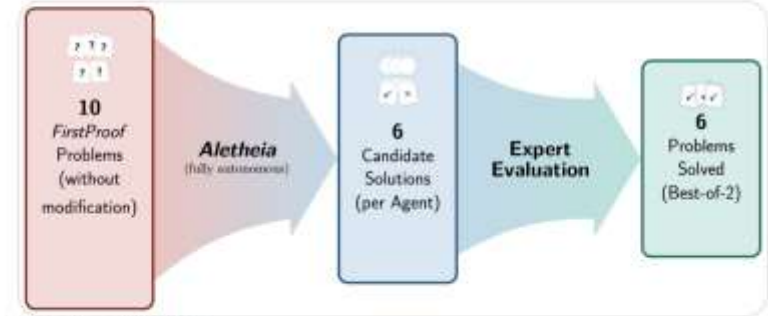 ? ? ?
? ?
10
FirstProof
Problems
(without
modification)
Aletheia
(fully autonomous)
6
Candidate
Solutions
(per Agent)
Expert
Evaluation
6
Problems
Solved
(Best-of-2)